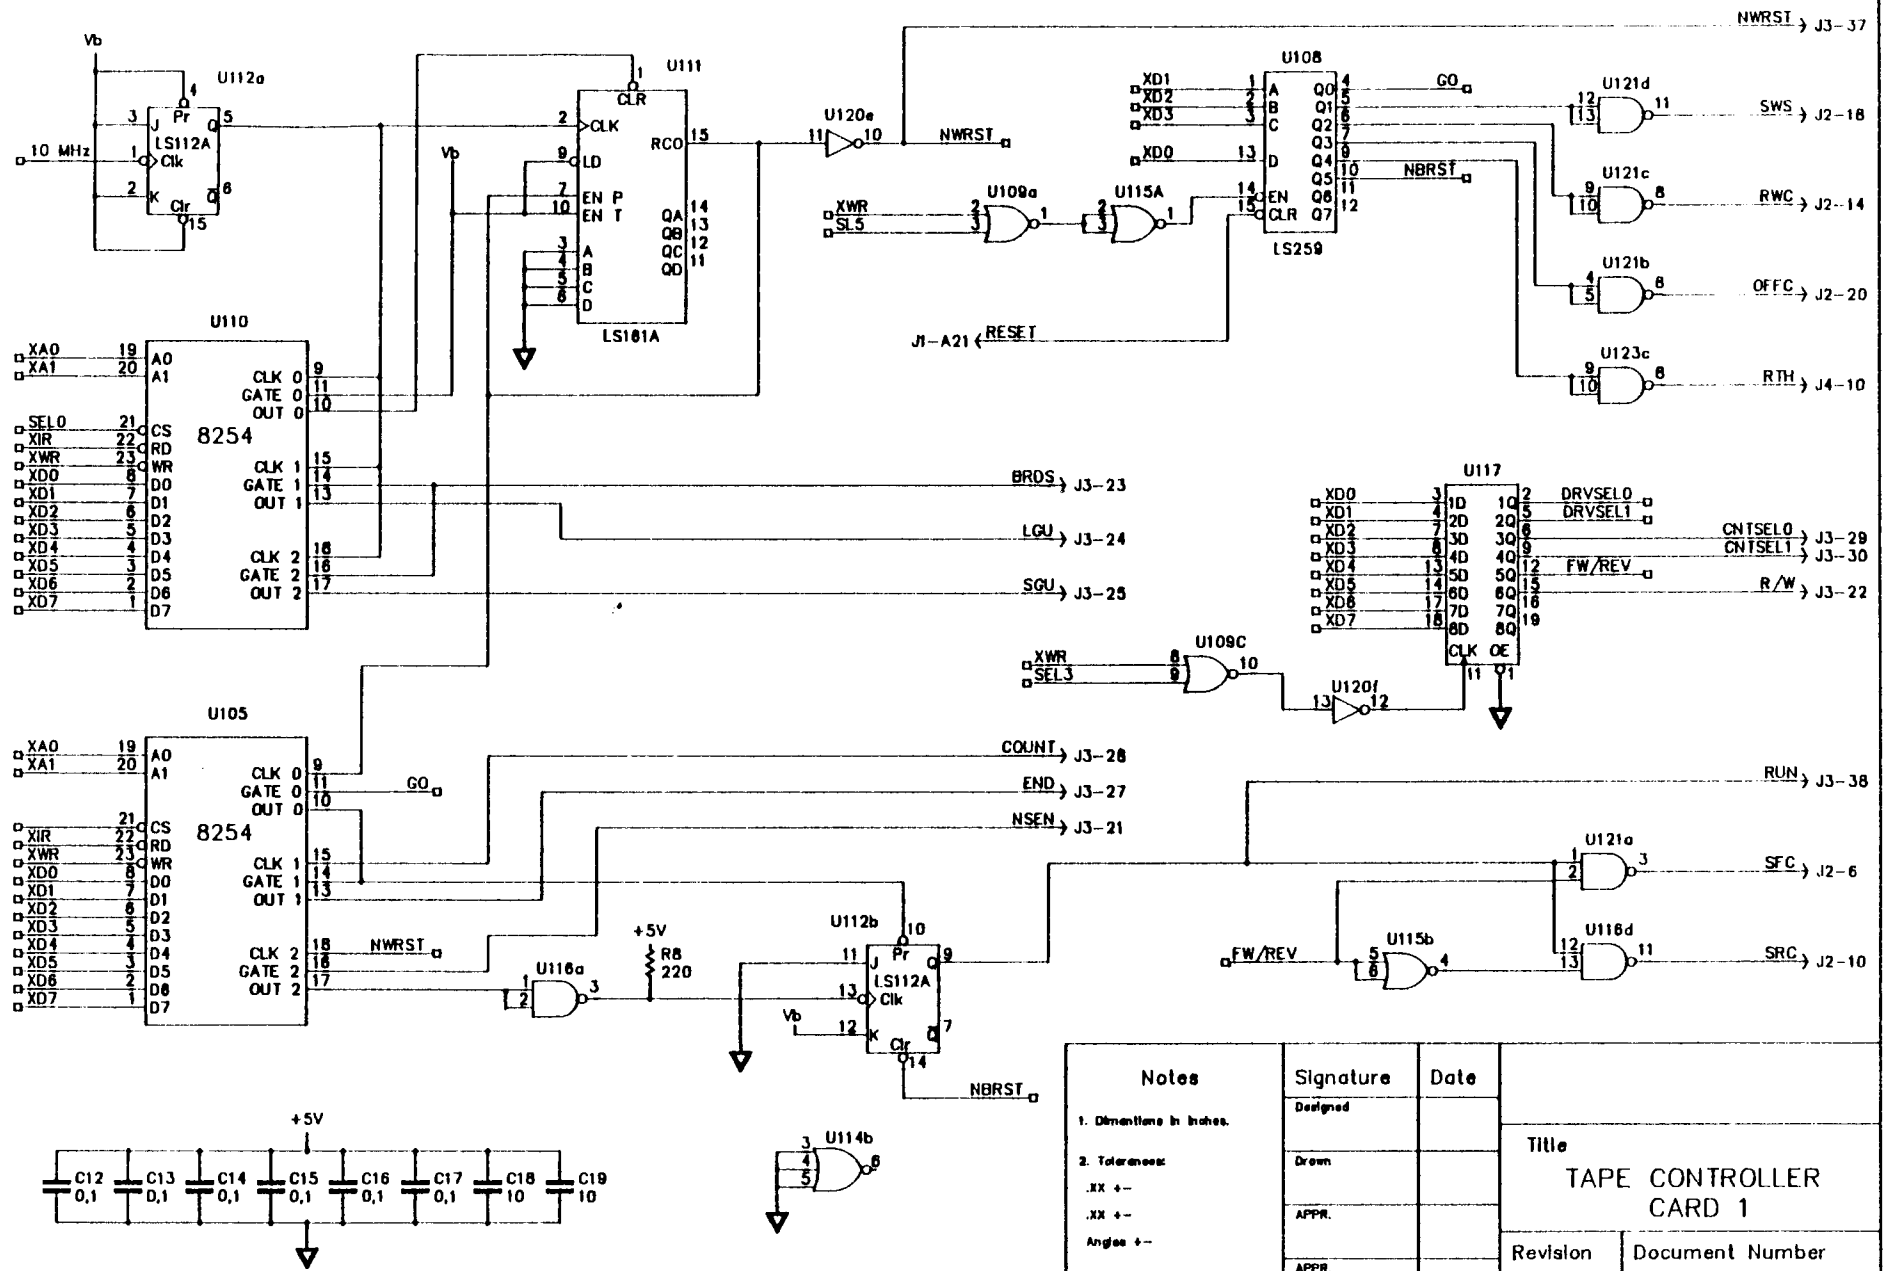 Vb
U112a
4
Pr
3 J Q 5
LS112A
10 MHz 1 Clk
2 K Q 6
Clr
15
U111
1
CLR
2 CLK
RCO 15
9 LD
7 EN P
10 EN T
QA 14
QB 13
QC 12
QD 11
3 A
4 B
5 C
6 D
LS161A
Vb
U120e
11 10
NWRST
NWRST J3-37
U108
XD1 1 A Q0 4 GO
XD2 2 B Q1 5
XD3 3 C Q2 6
Q3 7
XD0 13 D Q4 9
Q5 10 NBRST
14 EN Q6 11
15 CLR Q7 12
LS259
XWR 2
SL5 3
U109a
1
U115A
2
3
1
J1-A21 RESET
U121d
12
13
11
SWS J2-18
U121c
9
10
8
RWC J2-14
U121b
4
5
6
OFFC J2-20
U123c
9
10
8
RTH J4-10
U110
XA0 19 A0
XA1 20 A1
CLK 0 9
GATE 0 11
OUT 0 10
SEL0 21 CS
XIR 22 RD
XWR 23 WR
8254
XD0 8 D0
XD1 7 D1
XD2 6 D2
XD3 5 D3
XD4 4 D4
XD5 3 D5
XD6 2 D6
XD7 1 D7
CLK 1 15
GATE 1 14
OUT 1 13
CLK 2 18
GATE 2 16
OUT 2 17
BRDS J3-23
LGU J3-24
SGU J3-25
U117
XD0 3 1D 1Q 2 DRVSEL0
XD1 4 2D 2Q 5 DRVSEL1
XD2 7 3D 3Q 6 CNTSEL0 J3-29
XD3 8 4D 4Q 9 CNTSEL1 J3-30
XD4 13 5D 5Q 12 FW/REV
XD5 14 6D 6Q 15 R/W J3-22
XD6 17 7D 7Q 16
XD7 18 8D 8Q 19
CLK OE
11 1
U109C
XWR 8
SEL3 9
10
U120f
13 12
U105
XA0 19 A0
XA1 20 A1
CLK 0 9
GATE 0 11 GO
OUT 0 10
21 CS
XIR 22 RD
XWR 23 WR
8254
XD0 8 D0
XD1 7 D1
XD2 6 D2
XD3 5 D3
XD4 4 D4
XD5 3 D5
XD6 2 D6
XD7 1 D7
CLK 1 15
GATE 1 14
OUT 1 13
CLK 2 18 NWRST
GATE 2 16
OUT 2 17
COUNT J3-28
END J3-27
NSEN J3-21
RUN J3-38
U116a
1
2
3
+5V
R8
220
U112b
10
Pr
11 J Q 9
LS112A
13 Clk
Vb 12 K Q 7
Clr
14
NBRST
U121a
1
2
3
SFC J2-6
FW/REV
U115b
5
6
4
U116d
12
13
11
SRC J2-10
+5V
C12 0,1
C13 0,1
C14 0,1
C15 0,1
C16 0,1
C17 0,1
C18 10
C19 10
U114b
3
4
5
6
Notes
1. Dimentions in Inches.
2. Tolerences:
.XX +-
.XX +-
Angles +-
Signature
Date
Designed
Drown
APPR.
APPR
Title
TAPE CONTROLLER
CARD 1
Revision
Document Number